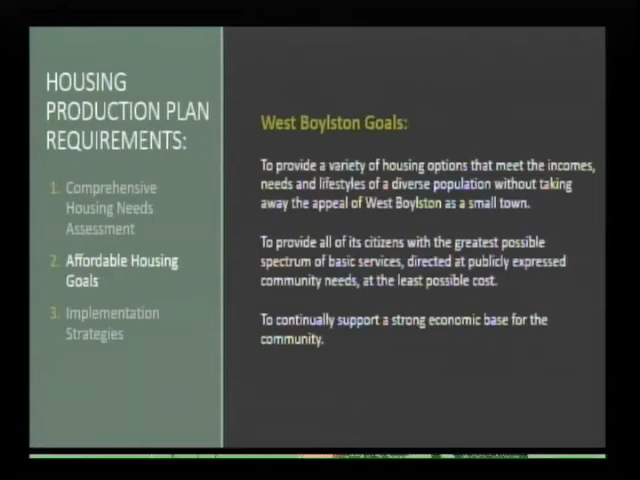 HOUSING
PRODUCTION PLAN
REQUIREMENTS:
1. Comprehensive
Housing Needs
Assessment
2. Affordable Housing
Goals
3. Implementation
Strategies
West Boylston Goals:
To provide a variety of housing options that meet the incomes,
needs and lifestyles of a diverse population without taking
away the appeal of West Boylston as a small town.
To provide all of its citizens with the greatest possible
spectrum of basic services, directed at publicly expressed
community needs, at the least possible cost.
To continually support a strong economic base for the
community.